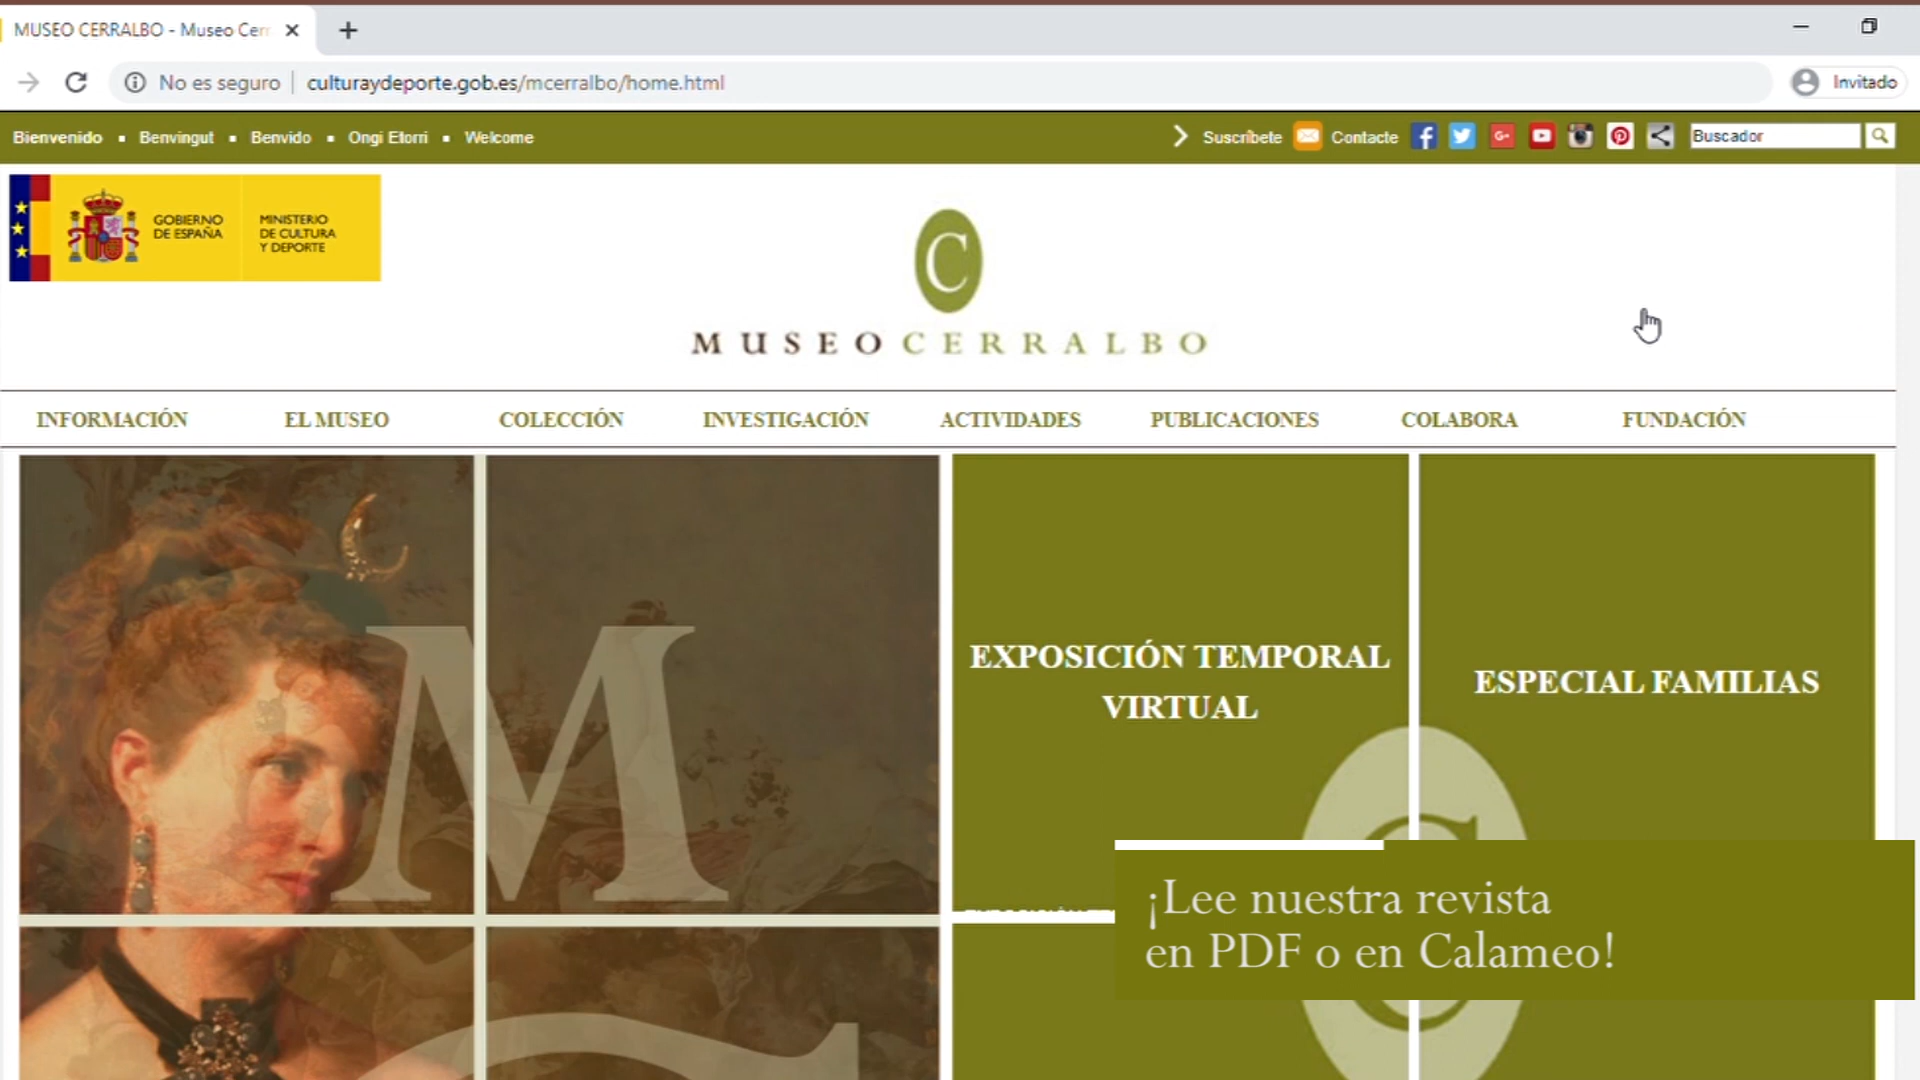 MUSEO CERRALBO - Museo Cerr
No es seguro culturaydeporte.gob.es/mcerralbo/home.html Invitado
Bienvenido ▪ Benvingut ▪ Benvido ▪ Ongi Etorri ▪ Welcome
Suscríbete Contacte Buscador
GOBIERNO DE ESPAÑA
MINISTERIO DE CULTURA Y DEPORTE
C
MUSEO CERRALBO
INFORMACIÓN EL MUSEO COLECCIÓN INVESTIGACIÓN ACTIVIDADES PUBLICACIONES COLABORA FUNDACIÓN
M
EXPOSICIÓN TEMPORAL
VIRTUAL
ESPECIAL FAMILIAS
¡Lee nuestra revista
en PDF o en Calameo!